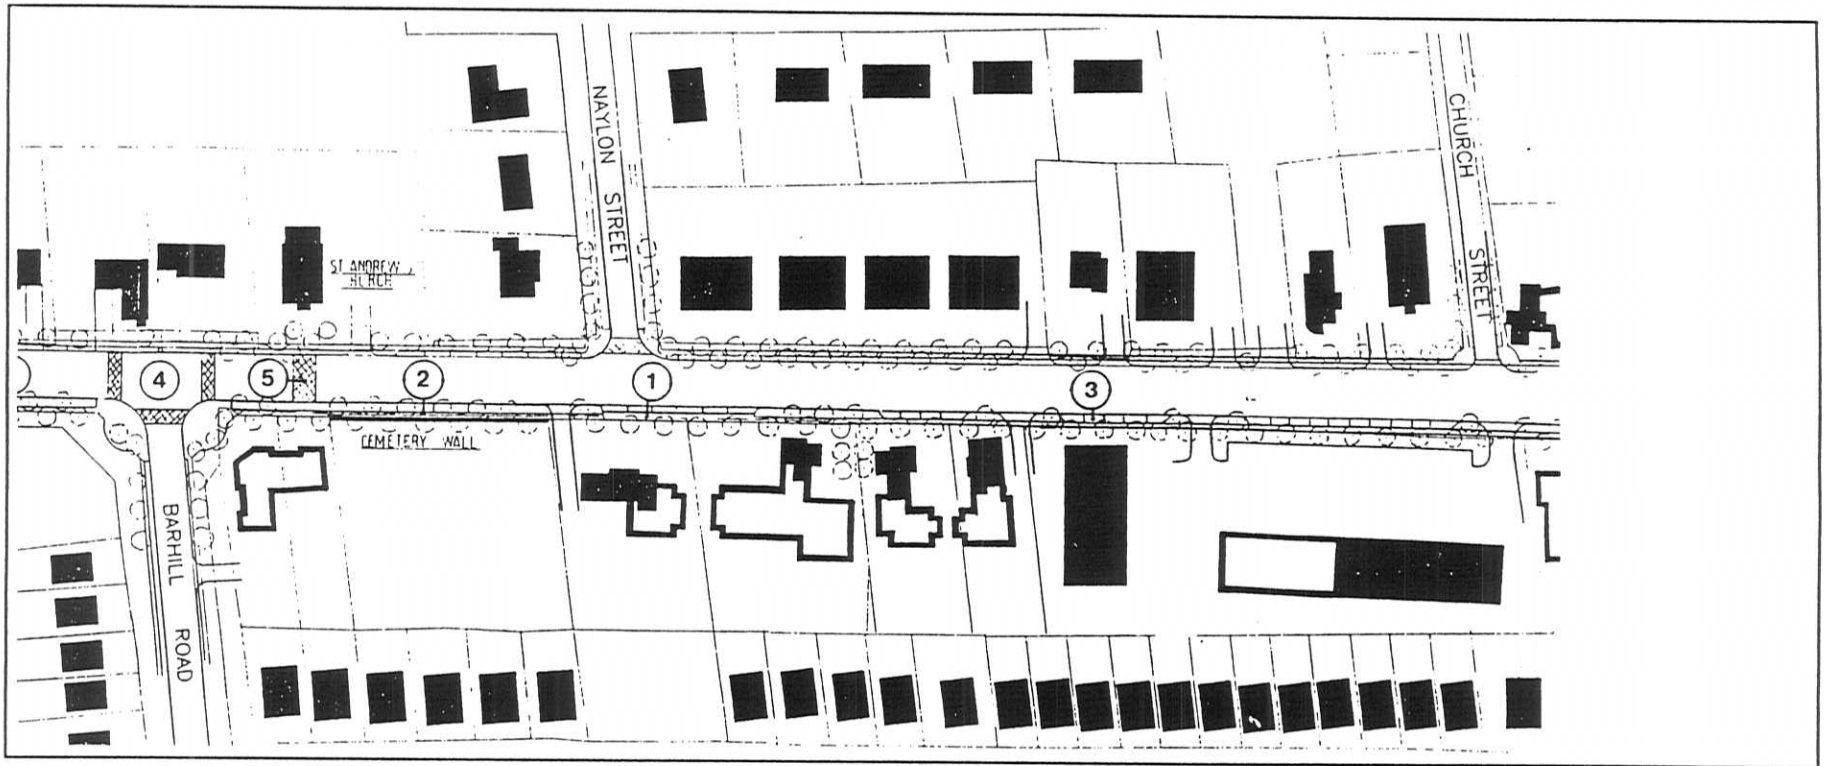 NAYLON STREET
CHURCH STREET
ST. ANDREW
4
5
2
1
3
CEMETERY WALL
BARHILL ROAD